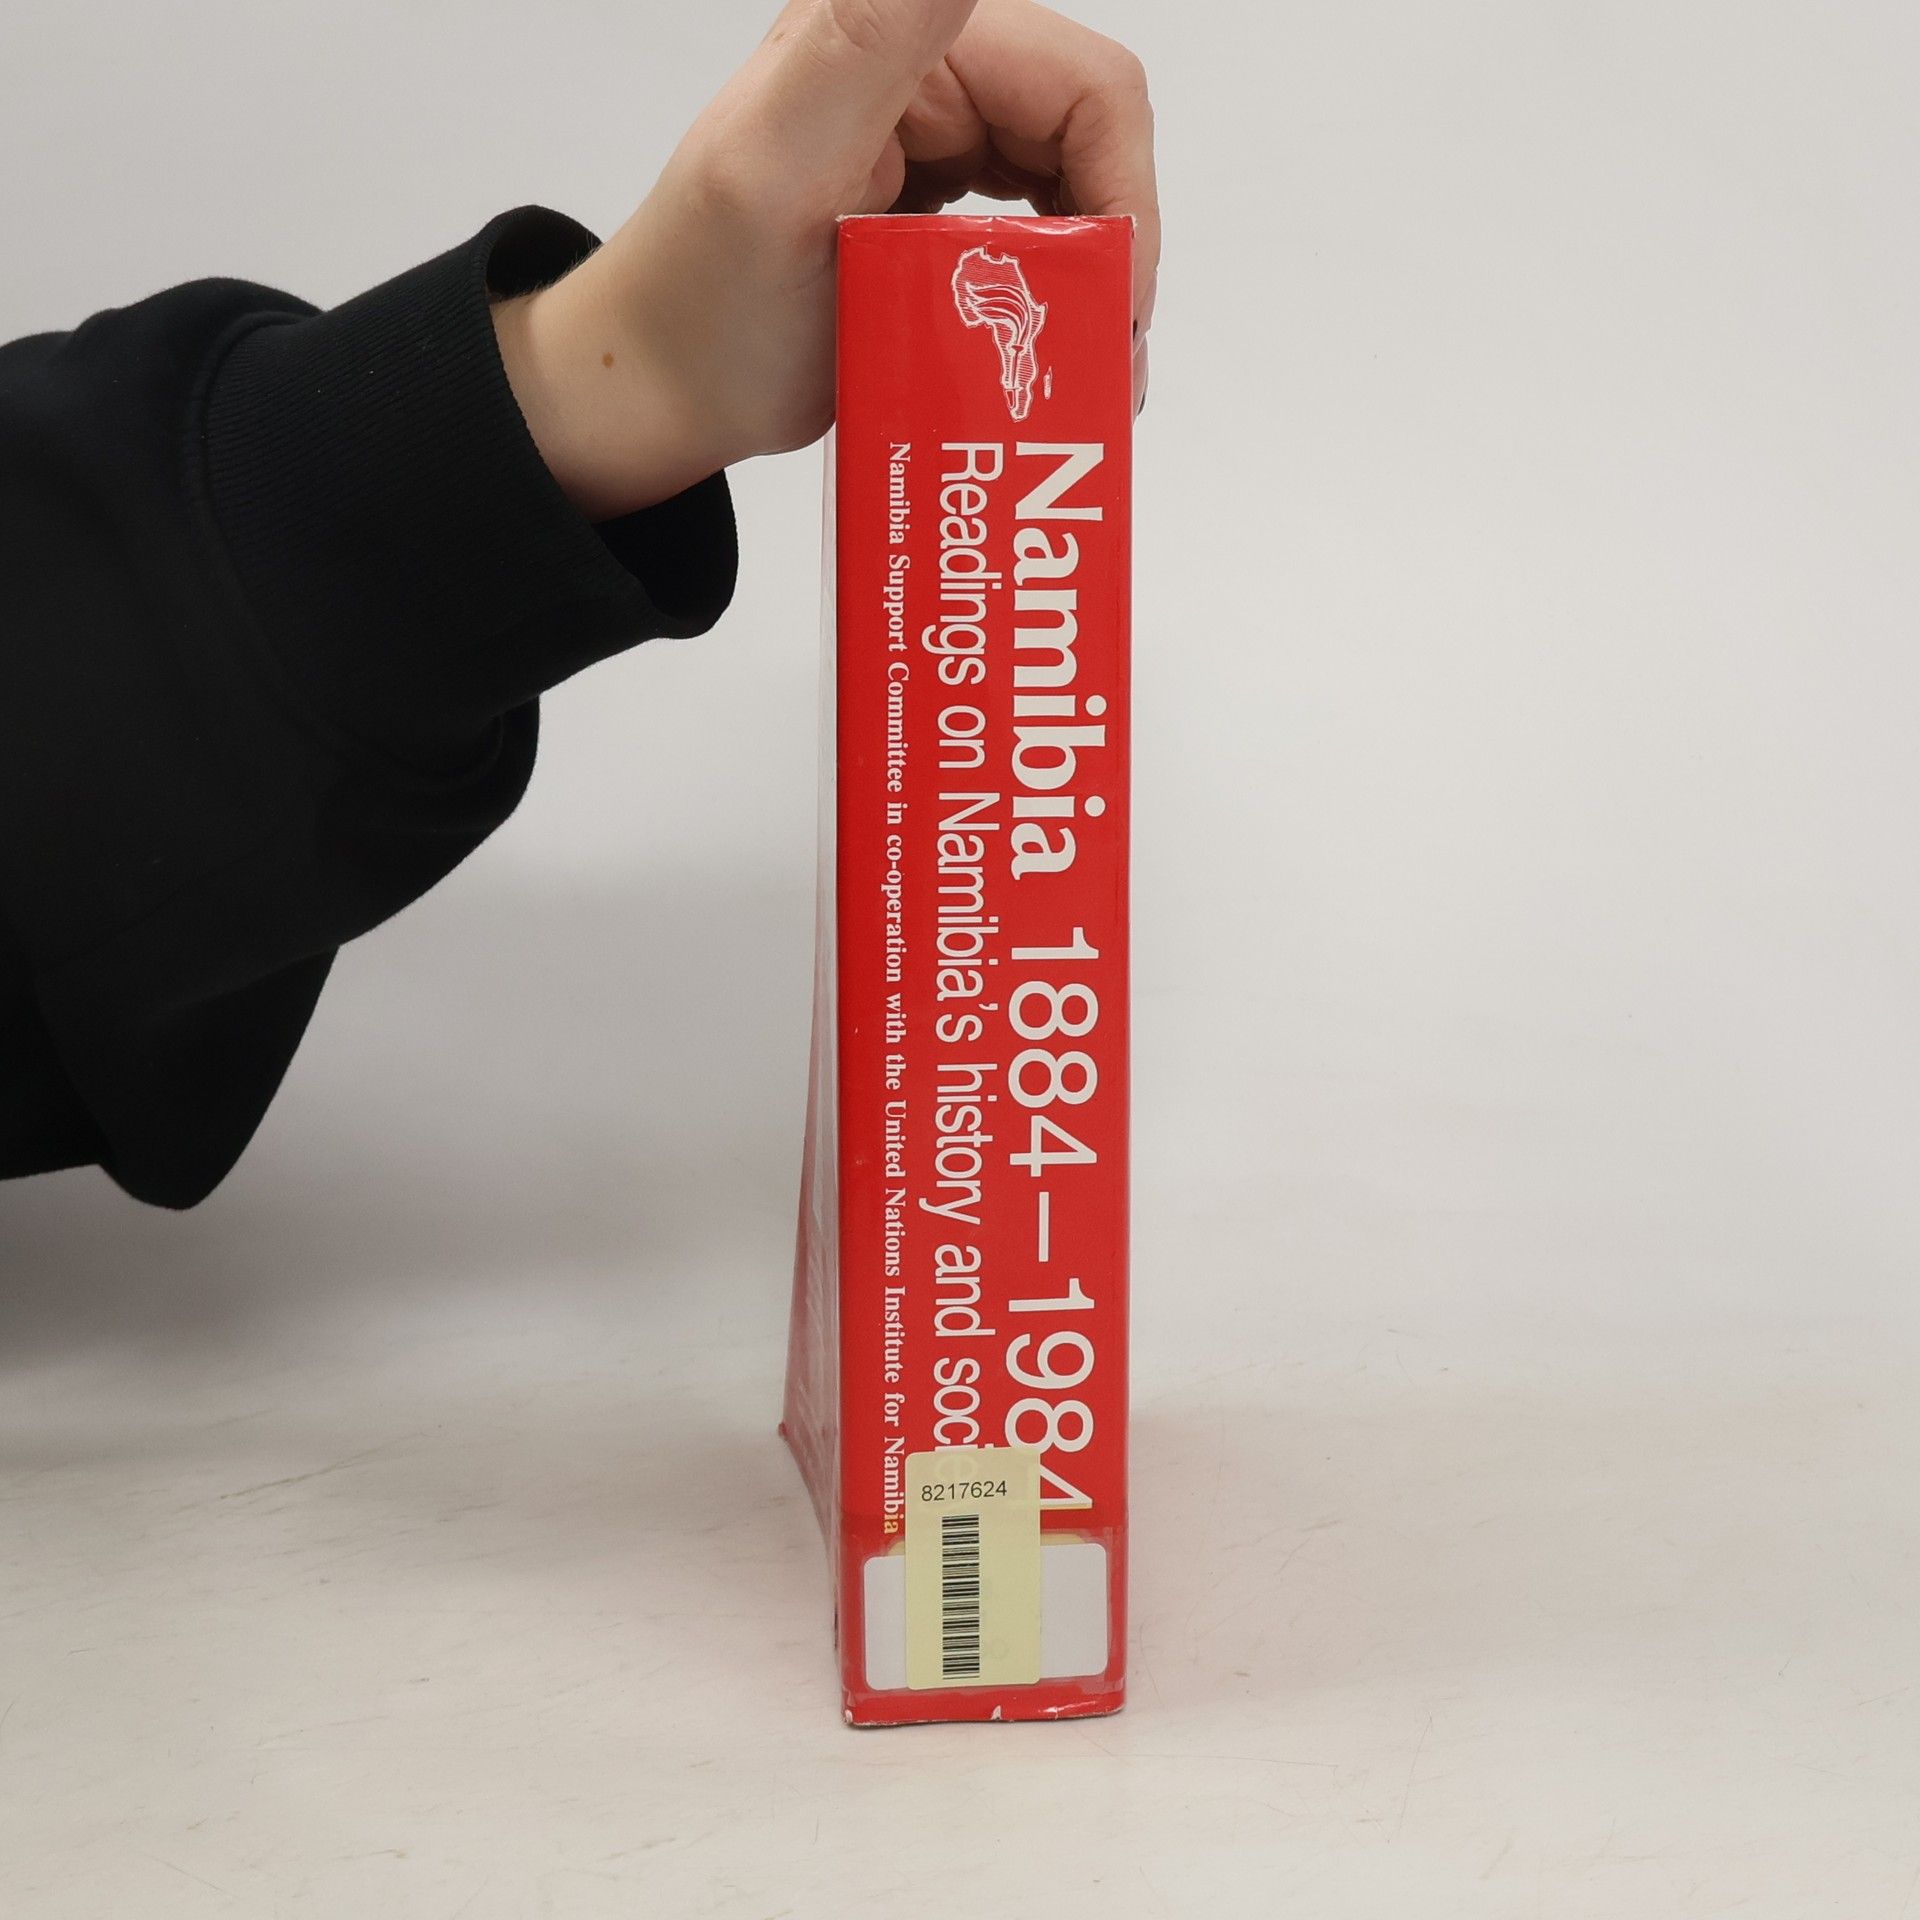 Namibia 1884–1984
Readings on Namibia's history and socie
Namibia Support Committee in co-operation with the United Nations Institute for Namibia
8217624